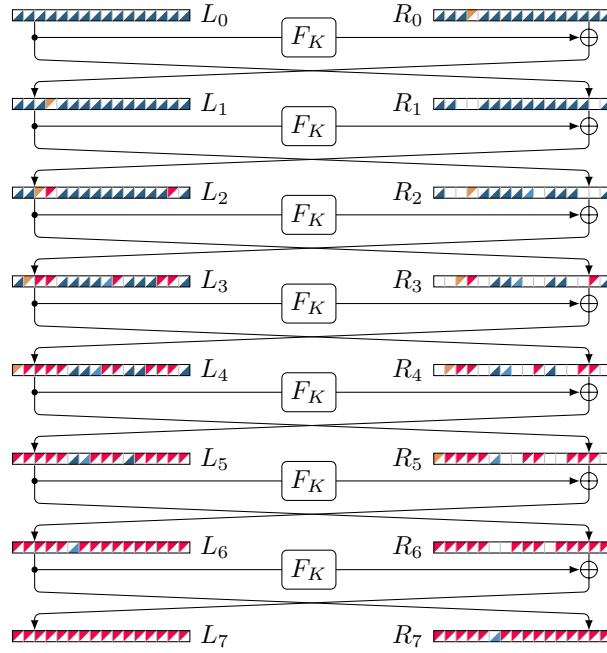 L₀ F_K R₀
L₁ F_K R₁
L₂ F_K R₂
L₃ F_K R₃
L₄ F_K R₄
L₅ F_K R₅
L₆ F_K R₆
L₇ R₇